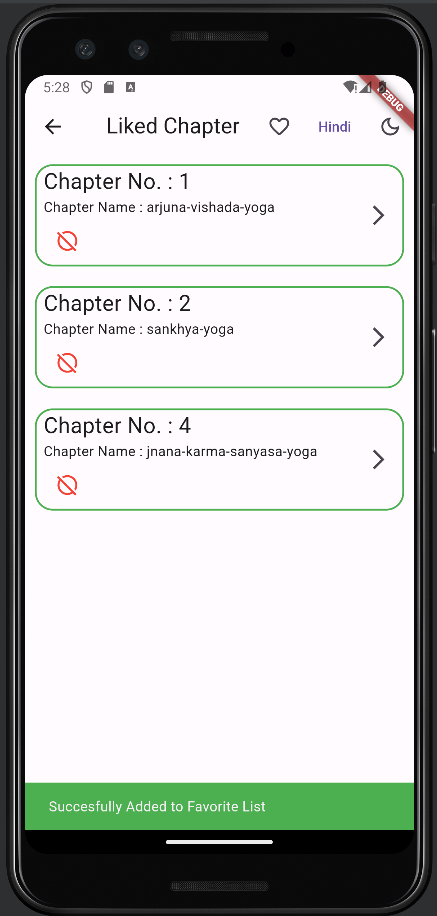 5:28
A
DEBUG
Liked Chapter
Hindi
Chapter No. : 1
Chapter Name : arjuna-vishada-yoga
Chapter No. : 2
Chapter Name : sankhya-yoga
Chapter No. : 4
Chapter Name : jnana-karma-sanyasa-yoga
Succesfully Added to Favorite List